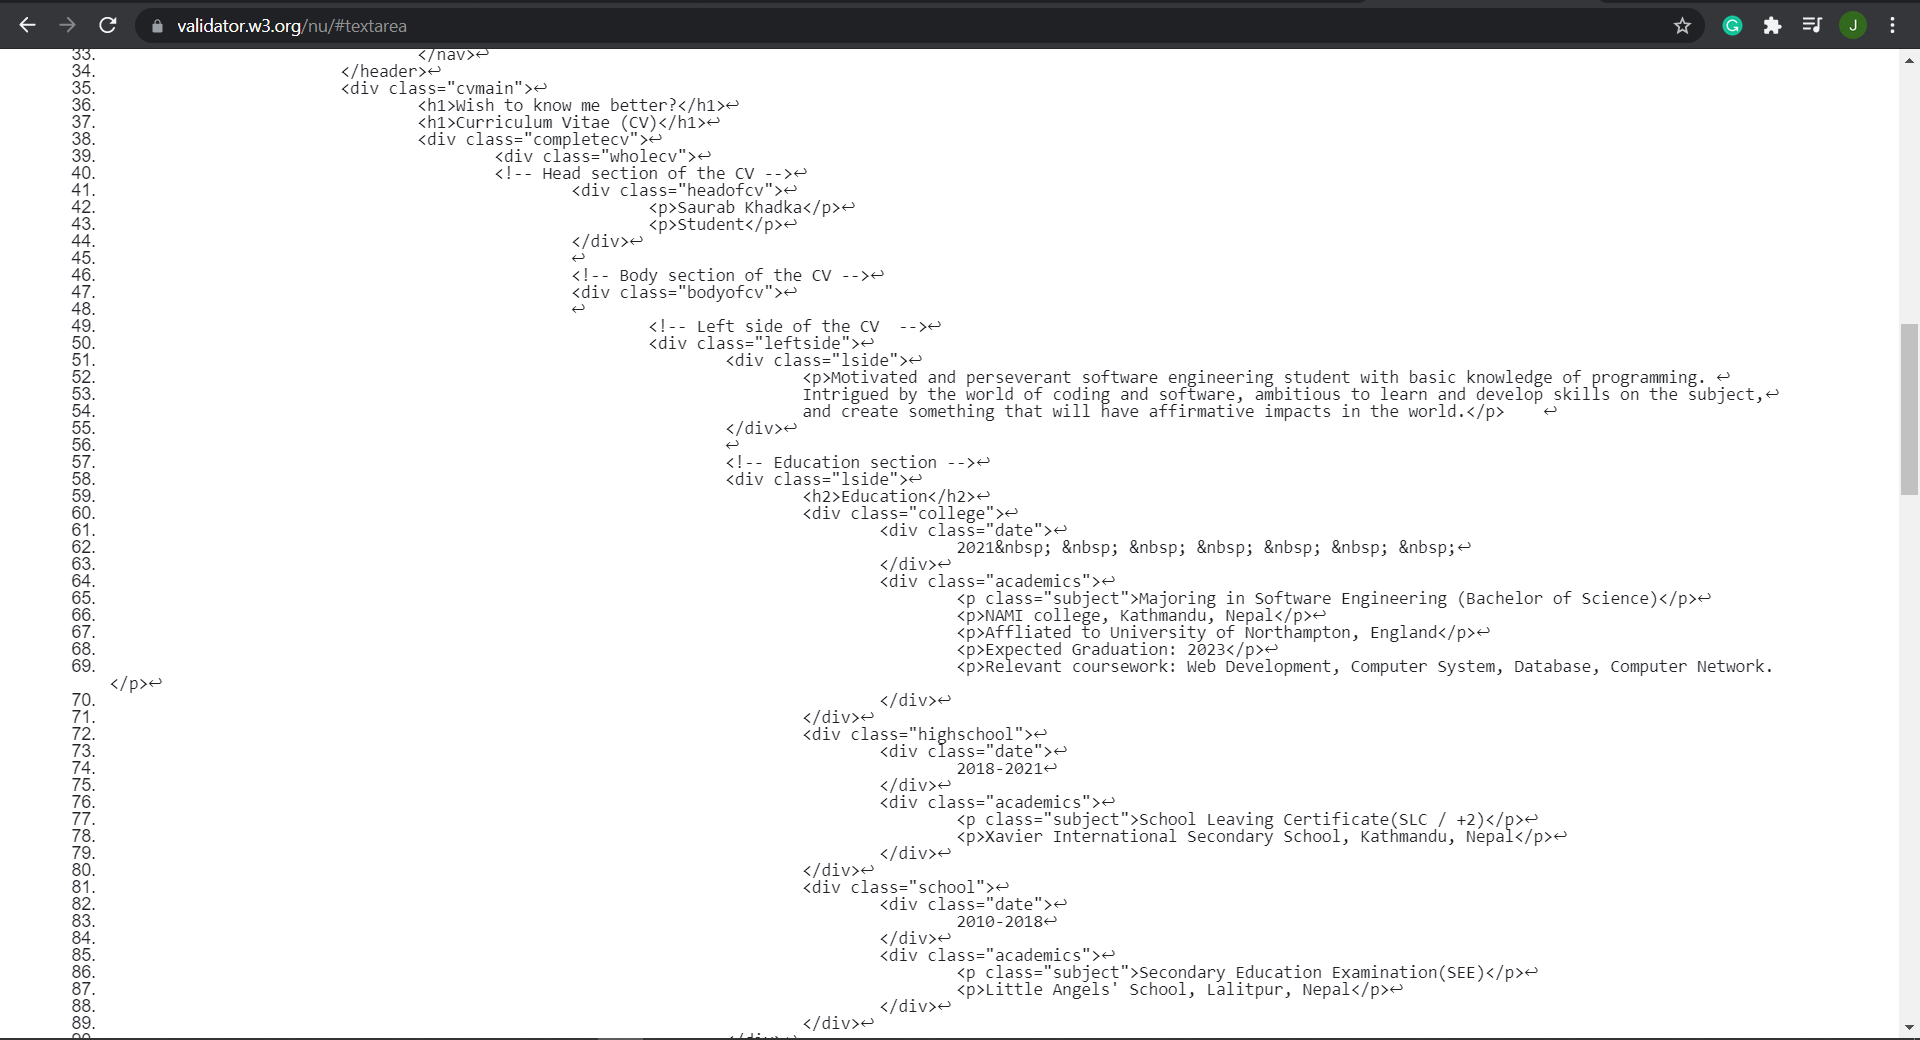 validator.w3.org/nu/#textarea
J
33. </nav>↩
34. </header>↩
35. <div class="cvmain">↩
36. <h1>Wish to know me better?</h1>↩
37. <h1>Curriculum Vitae (CV)</h1>↩
38. <div class="completecv">↩
39. <div class="wholecv">↩
40. <!-- Head section of the CV -->↩
41. <div class="headofcv">↩
42. <p>Saurab Khadka</p>↩
43. <p>Student</p>↩
44. </div>↩
45. ↩
46. <!-- Body section of the CV -->↩
47. <div class="bodyofcv">↩
48. ↩
49. <!-- Left side of the CV  -->↩
50. <div class="leftside">↩
51. <div class="lside">↩
52. <p>Motivated and perseverant software engineering student with basic knowledge of programming. ↩
53. Intrigued by the world of coding and software, ambitious to learn and develop skills on the subject,↩
54. and create something that will have affirmative impacts in the world.</p>    ↩
55. </div>↩
56. ↩
57. <!-- Education section -->↩
58. <div class="lside">↩
59. <h2>Education</h2>↩
60. <div class="college">↩
61. <div class="date">↩
62. 2021&nbsp; &nbsp; &nbsp; &nbsp; &nbsp; &nbsp; &nbsp;↩
63. </div>↩
64. <div class="academics">↩
65. <p class="subject">Majoring in Software Engineering (Bachelor of Science)</p>↩
66. <p>NAMI college, Kathmandu, Nepal</p>↩
67. <p>Affliated to University of Northampton, England</p>↩
68. <p>Expected Graduation: 2023</p>↩
69. <p>Relevant coursework: Web Development, Computer System, Database, Computer Network.
</p>↩
70. </div>↩
71. </div>↩
72. <div class="highschool">↩
73. <div class="date">↩
74. 2018-2021↩
75. </div>↩
76. <div class="academics">↩
77. <p class="subject">School Leaving Certificate(SLC / +2)</p>↩
78. <p>Xavier International Secondary School, Kathmandu, Nepal</p>↩
79. </div>↩
80. </div>↩
81. <div class="school">↩
82. <div class="date">↩
83. 2010-2018↩
84. </div>↩
85. <div class="academics">↩
86. <p class="subject">Secondary Education Examination(SEE)</p>↩
87. <p>Little Angels' School, Lalitpur, Nepal</p>↩
88. </div>↩
89. </div>↩